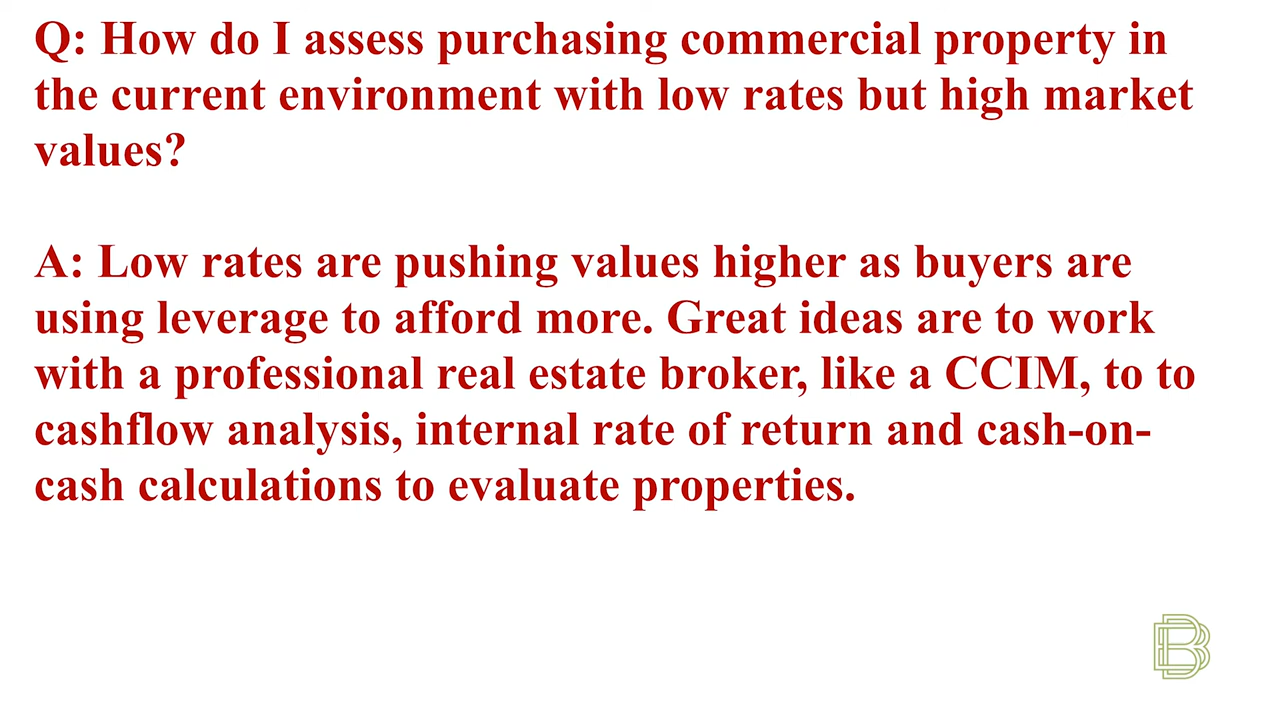 Q: How do I assess purchasing commercial property in
the current environment with low rates but high market
values?
A: Low rates are pushing values higher as buyers are
using leverage to afford more. Great ideas are to work
with a professional real estate broker, like a CCIM, to to
cashflow analysis, internal rate of return and cash-on-
cash calculations to evaluate properties.